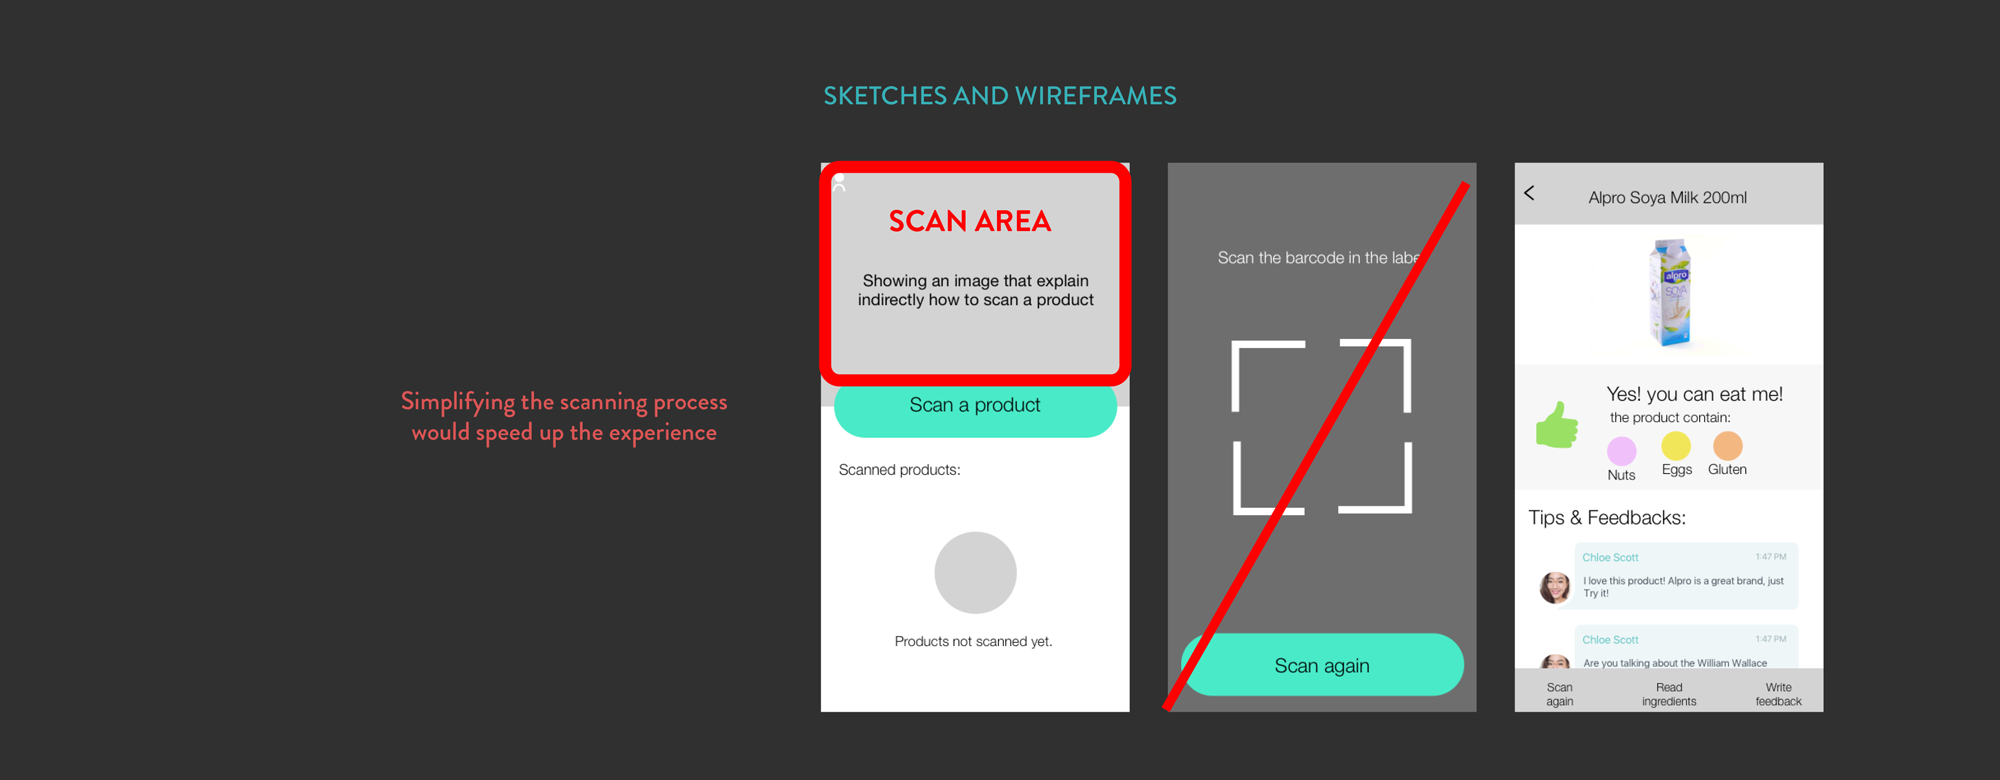 SKETCHES AND WIREFRAMES
Simplifying the scanning process
would speed up the experience
SCAN AREA
Showing an image that explain
indirectly how to scan a product
Scan a product
Scanned products:
Products not scanned yet.
Scan the barcode in the labe
Scan again
Alpro Soya Milk 200ml
alpro
SOYA
Yes! you can eat me!
the product contain:
Nuts
Eggs
Gluten
Tips & Feedbacks:
Chloe Scott
1:47 PM
I love this product! Alpro is a great brand, just
Try it!
Chloe Scott
1:47 PM
Are you talking about the William Wallace
Scan
again
Read
ingredients
Write
feedback